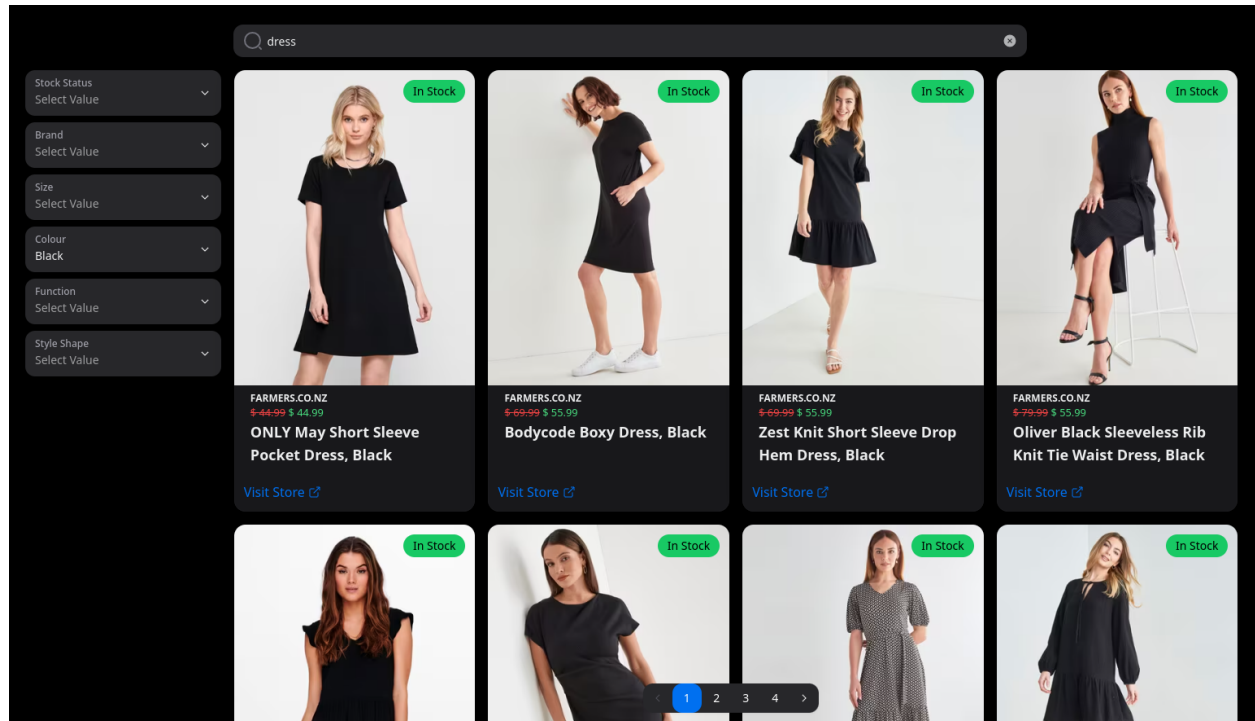 dress
Stock Status
Select Value
Brand
Select Value
Size
Select Value
Colour
Black
Function
Select Value
Style Shape
Select Value
In Stock
FARMERS.CO.NZ
$ 44.99 $ 44.99
ONLY May Short Sleeve
Pocket Dress, Black
Visit Store
In Stock
FARMERS.CO.NZ
$ 69.99 $ 55.99
Bodycode Boxy Dress, Black
Visit Store
In Stock
FARMERS.CO.NZ
$ 69.99 $ 55.99
Zest Knit Short Sleeve Drop
Hem Dress, Black
Visit Store
In Stock
FARMERS.CO.NZ
$ 79.99 $ 55.99
Oliver Black Sleeveless Rib
Knit Tie Waist Dress, Black
Visit Store
In Stock
In Stock
In Stock
In Stock
1 2 3 4